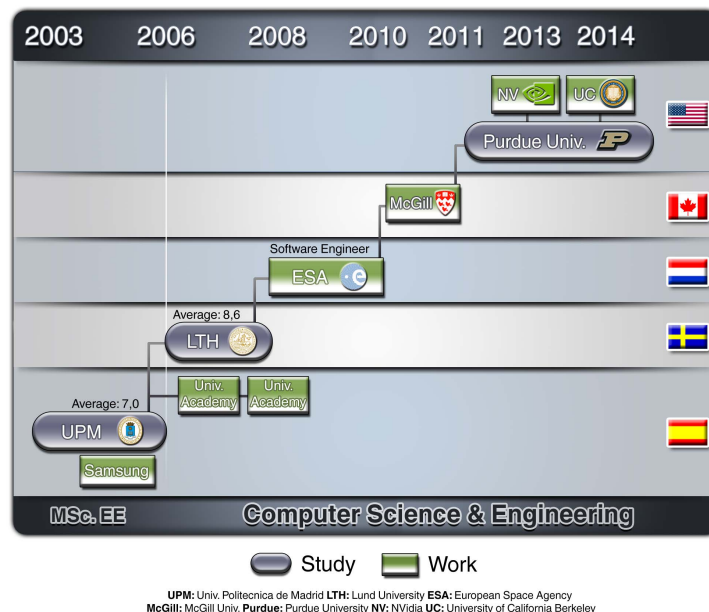 2003 2006 2008 2010 2011 2013 2014
NV UC
Purdue Univ. P
McGill
Software Engineer
ESA e
Average: 8,6
LTH
Univ. Academy Univ. Academy
Average: 7,0
UPM
Samsung
MSc. EE Computer Science & Engineering
Study Work
UPM: Univ. Politecnica de Madrid LTH: Lund University ESA: European Space Agency
McGill: McGill Univ. Purdue: Purdue University NV: NVidia UC: University of California Berkeley